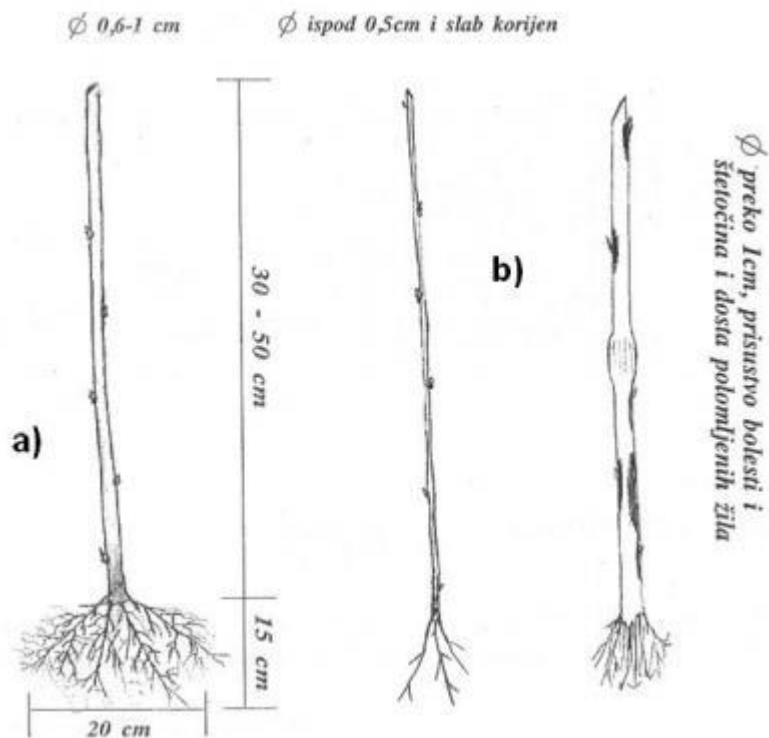 Ø 0,6-1 cm
Ø ispod 0,5cm i slab korijen
a)
30 - 50 cm
15 cm
20 cm
b)
Ø preko 1cm, prisustvo bolesti i
štetočina i dosta polomljenih žila